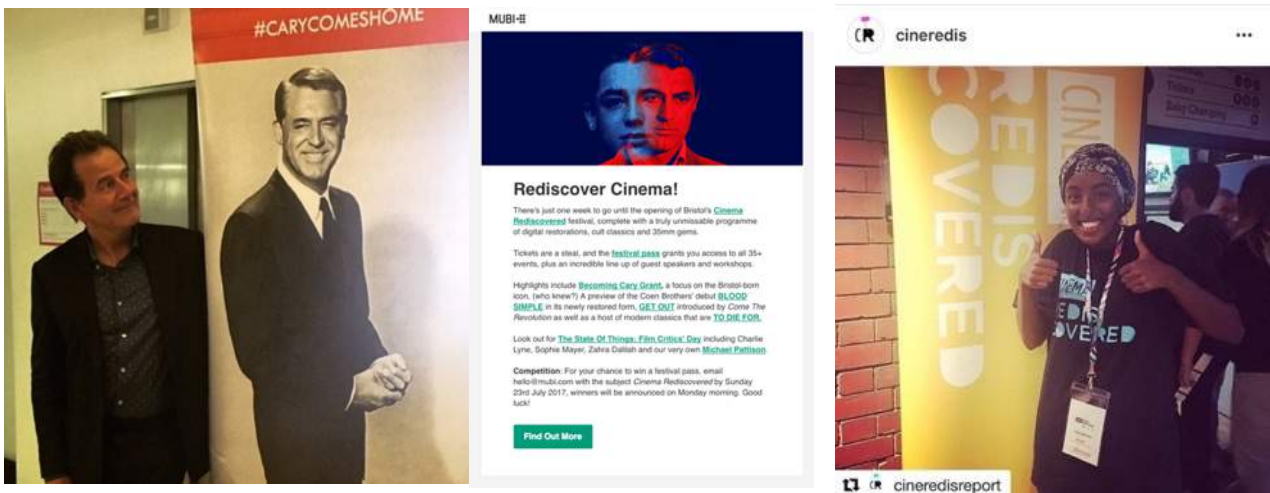 #CARYCOMESHOME
MUBI
Rediscover Cinema!
There's just one week to go until the opening of Bristol's Cinema
Rediscovered festival, complete with a truly unmissable programme
of digital restorations, cult classics and 35mm gems.
Tickets are a steal, and the festival pass grants you access to all 35+
events, plus an incredible line up of guest speakers and workshops.
Highlights include Becoming Cary Grant, a focus on the Bristol-born
icon, (who knew?) A preview of the Coen Brothers' debut BLOOD
SIMPLE in its newly restored form, GET OUT introduced by Come The
Revolution as well as a host of modern classics that are TO DIE FOR.
Look out for The State Of Things: Film Critics' Day including Charlie
Lyne, Sophie Mayer, Zahra Dalilah and our very own Michael Pattison.
Competition: For your chance to win a festival pass, email
hello@mubi.com with the subject Cinema Rediscovered by Sunday
23rd July 2017, winners will be announced on Monday morning. Good
luck!
Find Out More
CR cineredis
CINE
REDIS
COVERED
Tickets
Baby Changing
CINEMA
REDIS
COVERED
CR cineredisreport